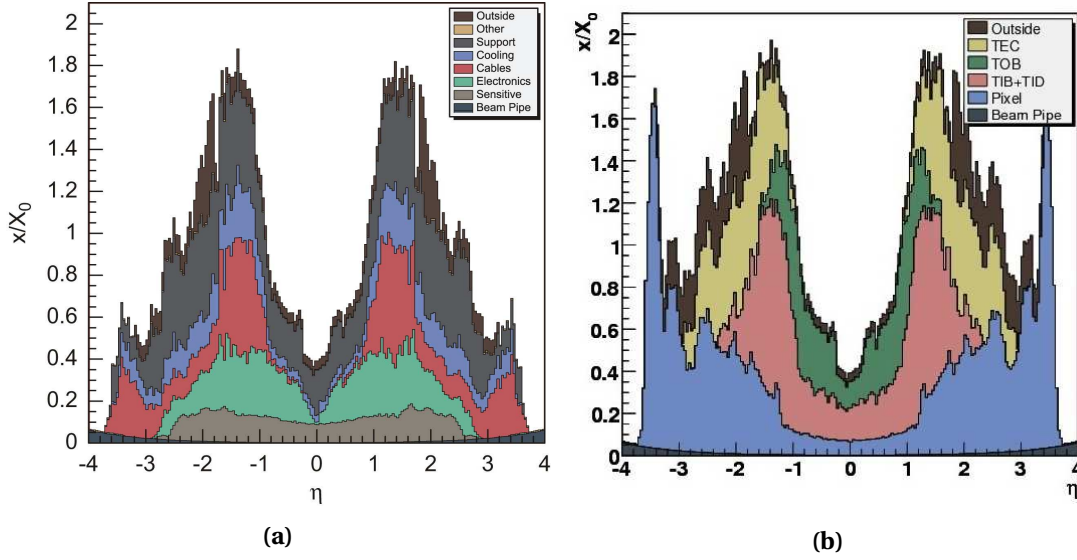 Outside
Other
Support
Cooling
Cables
Electronics
Sensitive
Beam Pipe
x/X₀
2
1.8
1.6
1.4
1.2
1
0.8
0.6
0.4
0.2
0
-4 -3 -2 -1 0 1 2 3 4
η
(a)
Outside
TEC
TOB
TIB+TID
Pixel
Beam Pipe
x/X₀
2
1.8
1.6
1.4
1.2
1
0.8
0.6
0.4
0.2
0
-4 -3 -2 -1 0 1 2 3 4
η
(b)